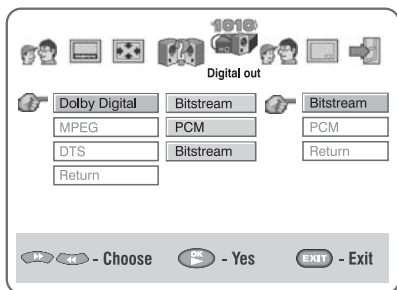 1010
Digital out
Dolby Digital Bitstream Bitstream
MPEG PCM PCM
DTS Bitstream Return
Return
- Choose OK - Yes EXIT - Exit